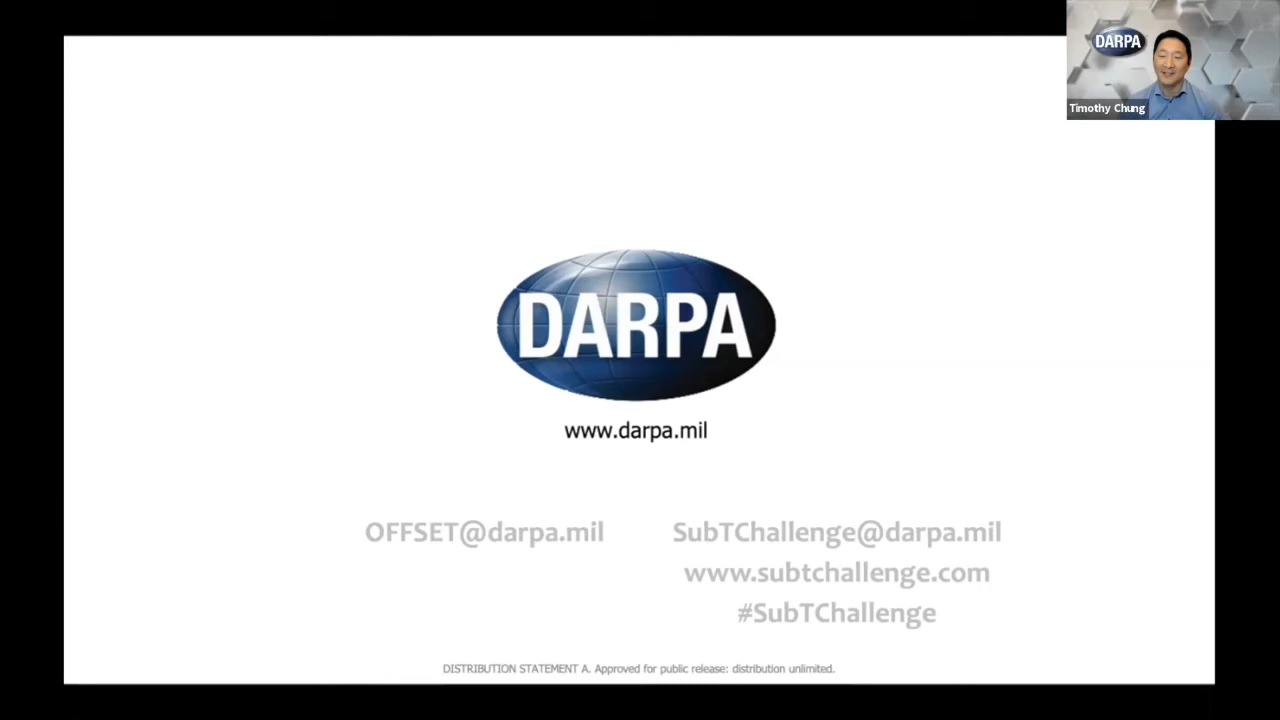 DARPA
Timothy Chung
DARPA
www.darpa.mil
OFFSET@darpa.mil
SubTChallenge@darpa.mil
www.subtchallenge.com
#SubTChallenge
DISTRIBUTION STATEMENT A. Approved for public release: distribution unlimited.